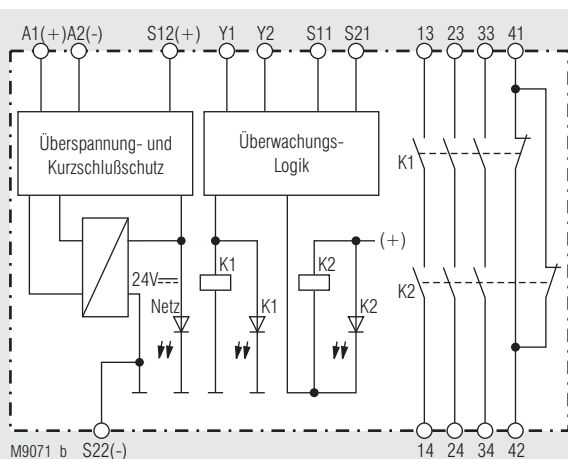 A1(+) A2(-) S12(+) Y1 Y2 S11 S21 13 23 33 41
Überspannung- und
Kurzschlußschutz
Überwachungs-
Logik
K1
(+)
24V
K1
K2
K2
Netz
K1
K2
M9071 b S22(-) 14 24 34 42